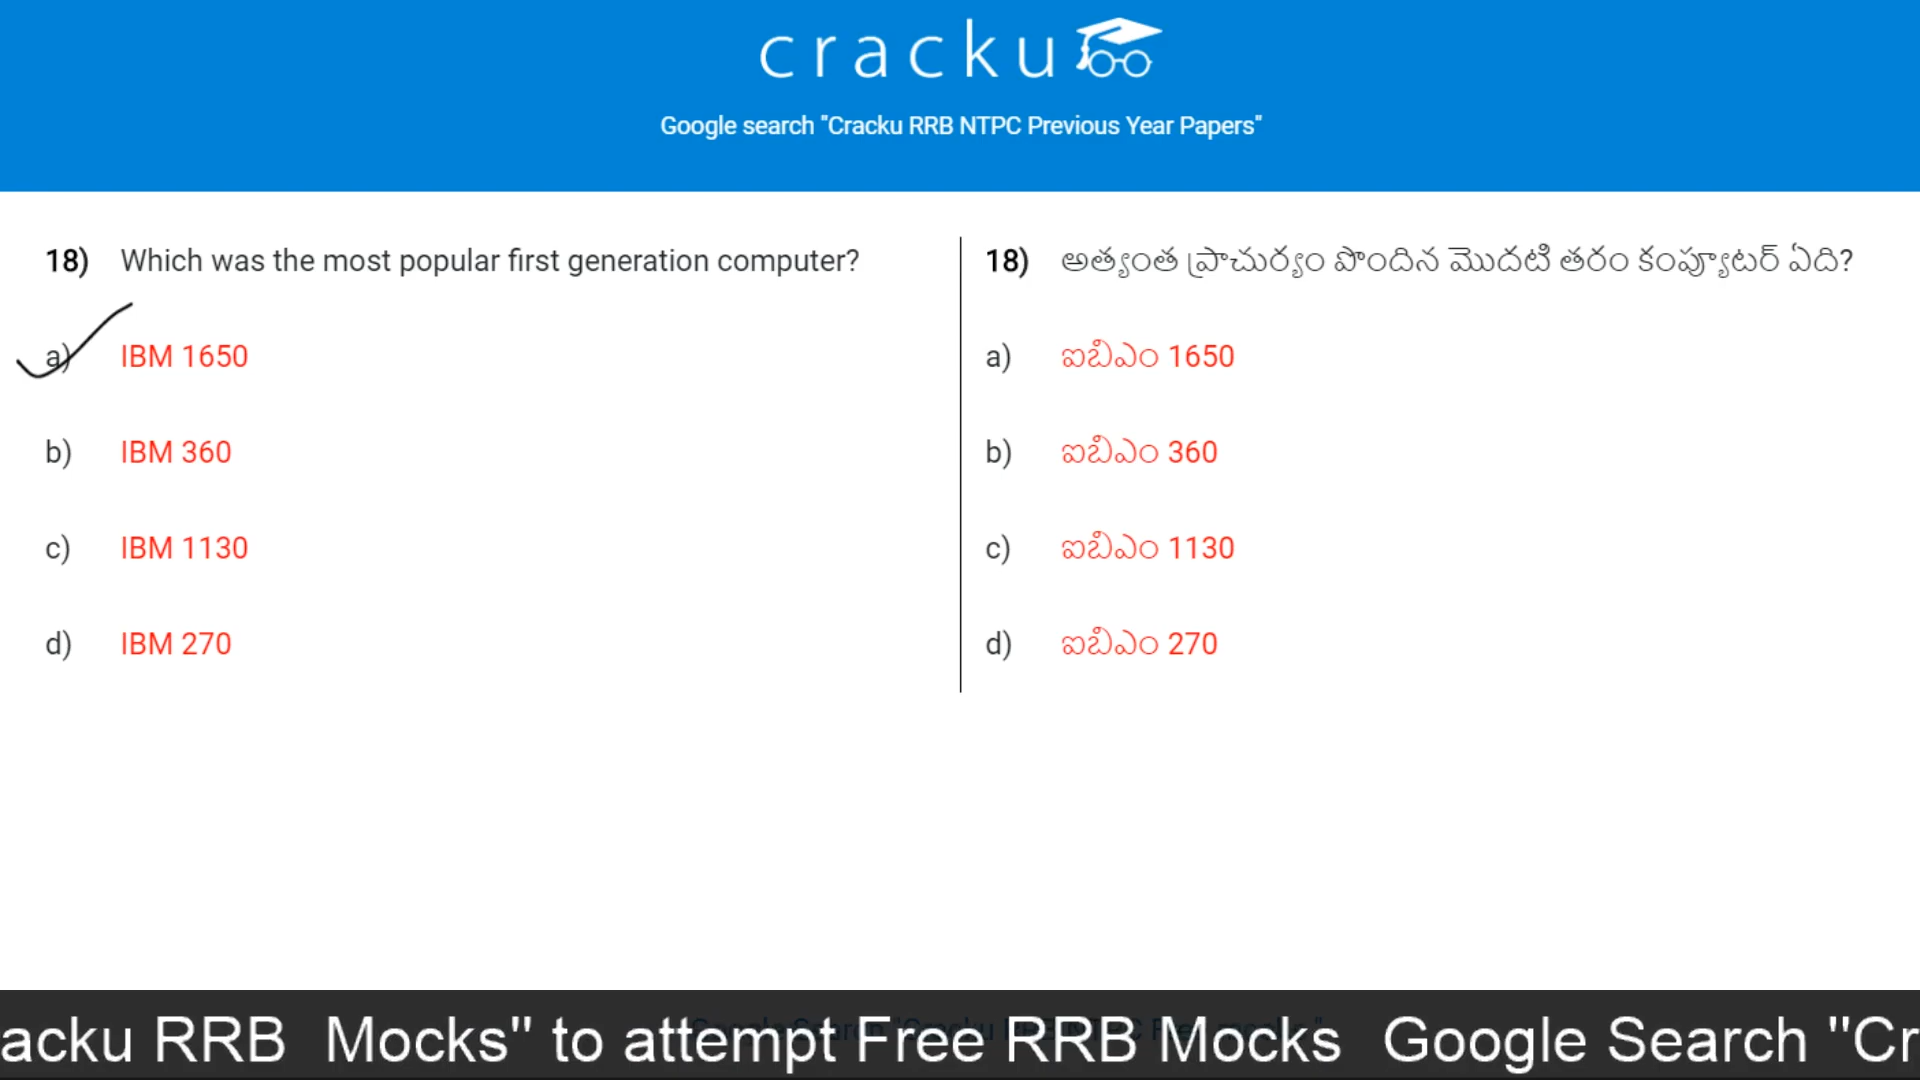 cracku
Google search "Cracku RRB NTPC Previous Year Papers"
18) Which was the most popular first generation computer?
a) IBM 1650
b) IBM 360
c) IBM 1130
d) IBM 270
18) అత్యంత ప్రాచుర్యం పొందిన మొదటి తరం కంప్యూటర్ ఏది?
a) ఐబిఎం 1650
b) ఐబిఎం 360
c) ఐబిఎం 1130
d) ఐబిఎం 270
acku RRB Mocks" to attempt Free RRB Mocks Google Search "Cr